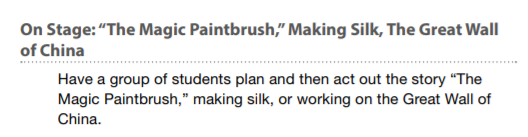 On Stage: “The Magic Paintbrush,” Making Silk, The Great Wall
of China
Have a group of students plan and then act out the story “The
Magic Paintbrush,” making silk, or working on the Great Wall of
China.